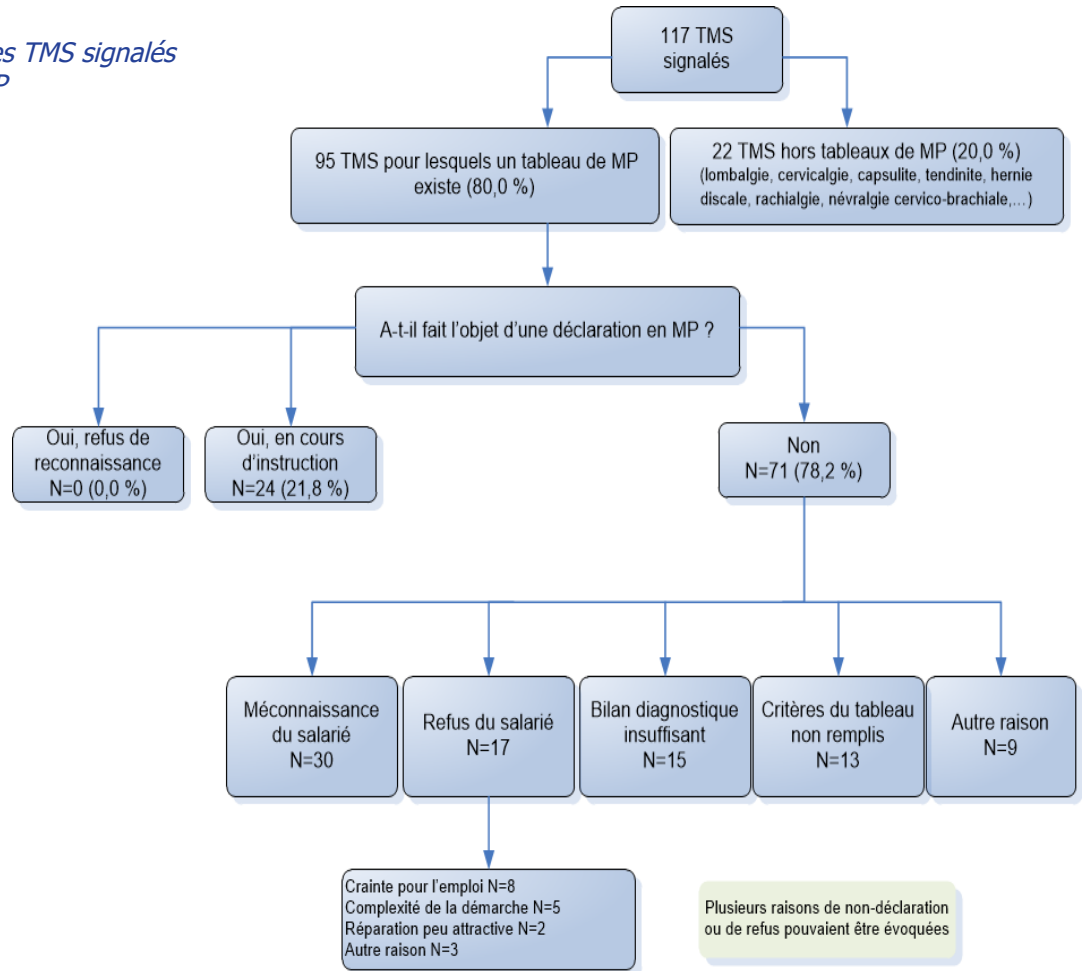 es TMS signalés
117 TMS
signalés
95 TMS pour lesquels un tableau de MP
existe (80,0 %)
22 TMS hors tableaux de MP (20,0 %)
(lombalgie, cervicalgie, capsulite, tendinite, hernie
discale, rachialgie, névralgie cervico-brachiale,…)
A-t-il fait l'objet d'une déclaration en MP ?
Oui, refus de
reconnaissance
N=0 (0,0 %)
Oui, en cours
d'instruction
N=24 (21,8 %)
Non
N=71 (78,2 %)
Méconnaissance
du salarié
N=30
Refus du salarié
N=17
Bilan diagnostique
insuffisant
N=15
Critères du tableau
non remplis
N=13
Autre raison
N=9
Crainte pour l'emploi N=8
Complexité de la démarche N=5
Réparation peu attractive N=2
Autre raison N=3
Plusieurs raisons de non-déclaration
ou de refus pouvaient être évoquées